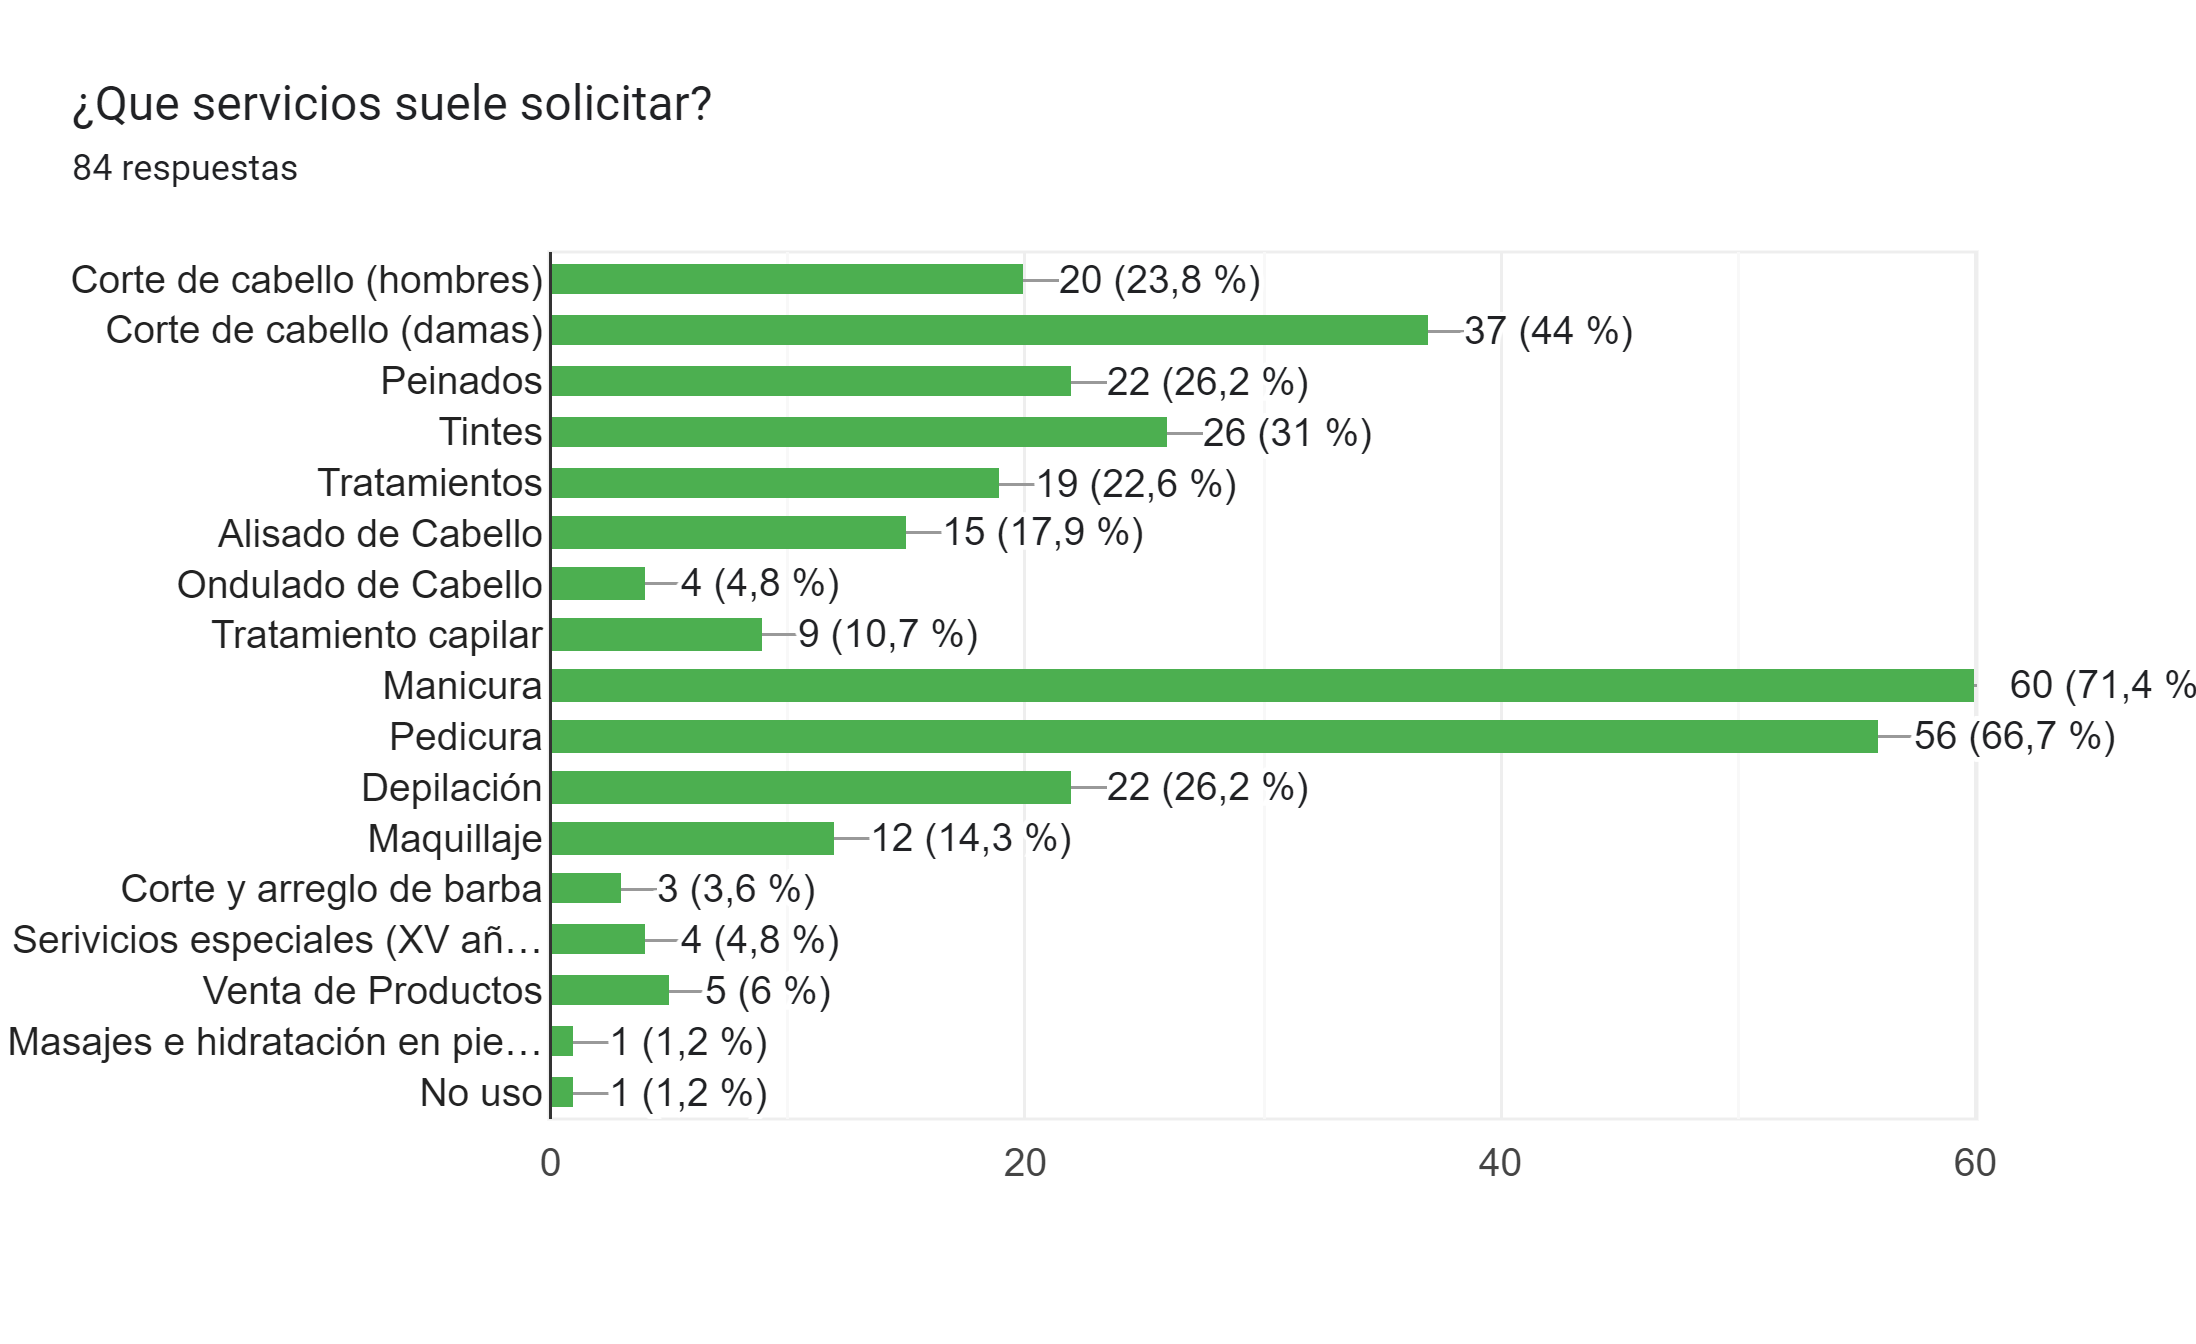 ¿Que servicios suele solicitar?
84 respuestas
Corte de cabello (hombres) 20 (23,8 %)
Corte de cabello (damas) 37 (44 %)
Peinados 22 (26,2 %)
Tintes 26 (31 %)
Tratamientos 19 (22,6 %)
Alisado de Cabello 15 (17,9 %)
Ondulado de Cabello 4 (4,8 %)
Tratamiento capilar 9 (10,7 %)
Manicura 60 (71,4 %
Pedicura 56 (66,7 %)
Depilación 22 (26,2 %)
Maquillaje 12 (14,3 %)
Corte y arreglo de barba 3 (3,6 %)
Serivicios especiales (XV añ… 4 (4,8 %)
Venta de Productos 5 (6 %)
Masajes e hidratación en pie… 1 (1,2 %)
No uso 1 (1,2 %)
0 20 40 60